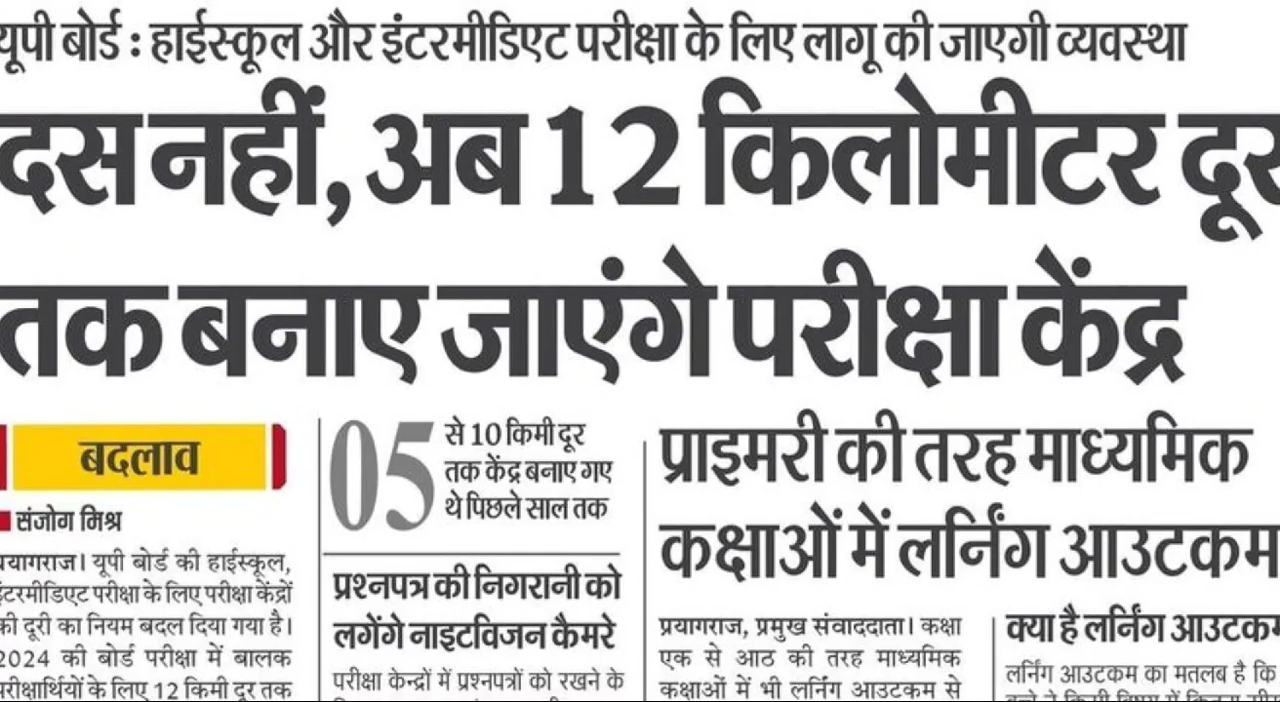 यूपी बोर्ड : हाईस्कूल और इंटरमीडिएट परीक्षा के लिए लागू की जाएगी व्यवस्था
दस नहीं, अब 12 किलोमीटर दूर
तक बनाए जाएंगे परीक्षा केंद्र
बदलाव
संजोग मिश्र
प्रयागराज। यूपी बोर्ड की हाईस्कूल,
इंटरमीडिएट परीक्षा के लिए परीक्षा केंद्रों
की दूरी का नियम बदल दिया गया है।
2024 की बोर्ड परीक्षा में बालक
परीक्षार्थियों के लिए 12 किमी दूर तक
05 से 10 किमी दूर
तक केंद्र बनाए गए
थे पिछले साल तक
प्रश्नपत्र की निगरानी को
लगेंगे नाइटविजन कैमरे
परीक्षा केन्द्रों में प्रश्नपत्रों को रखने के
प्राइमरी की तरह माध्यमिक
कक्षाओं में लर्निंग आउटकम
प्रयागराज, प्रमुख संवाददाता। कक्षा
एक से आठ की तरह माध्यमिक
कक्षाओं में भी लर्निंग आउटकम से
क्या है लर्निंग आउटकम
लर्निंग आउटकम का मतलब है कि